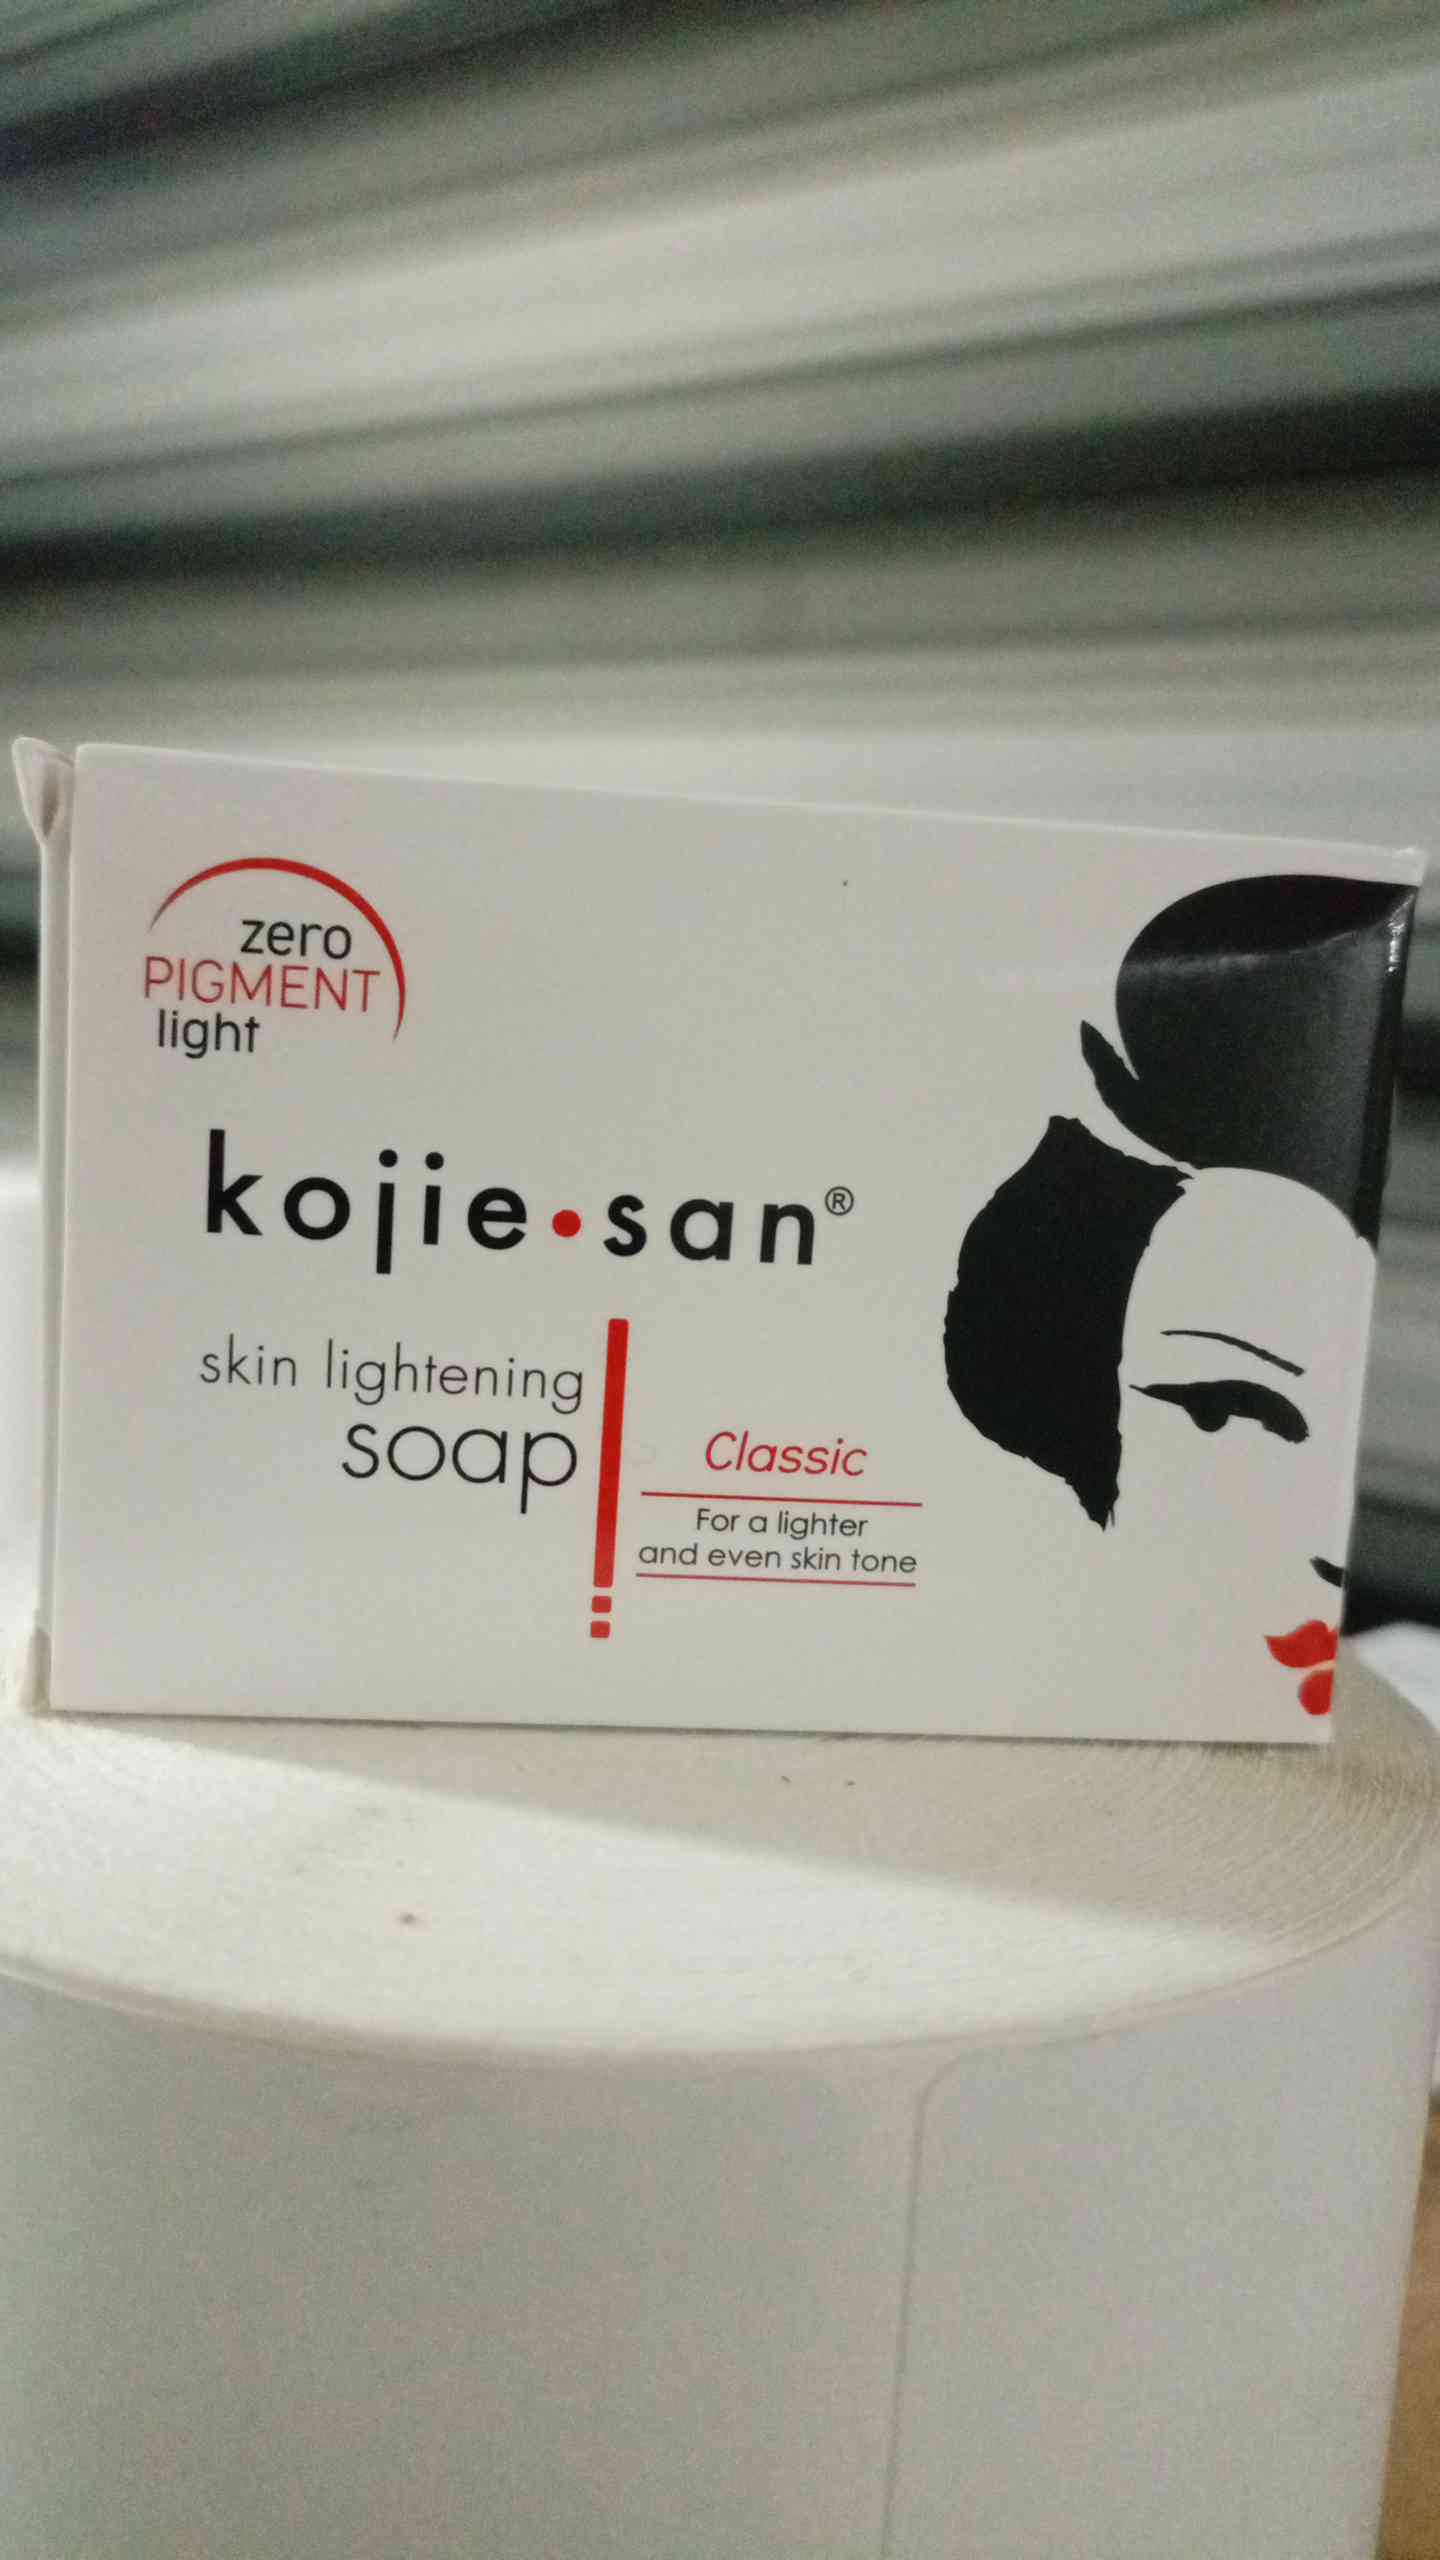 zero
PIGMENT
light
kojie•san®
skin lightening
soap
Classic
For a lighter
and even skin tone